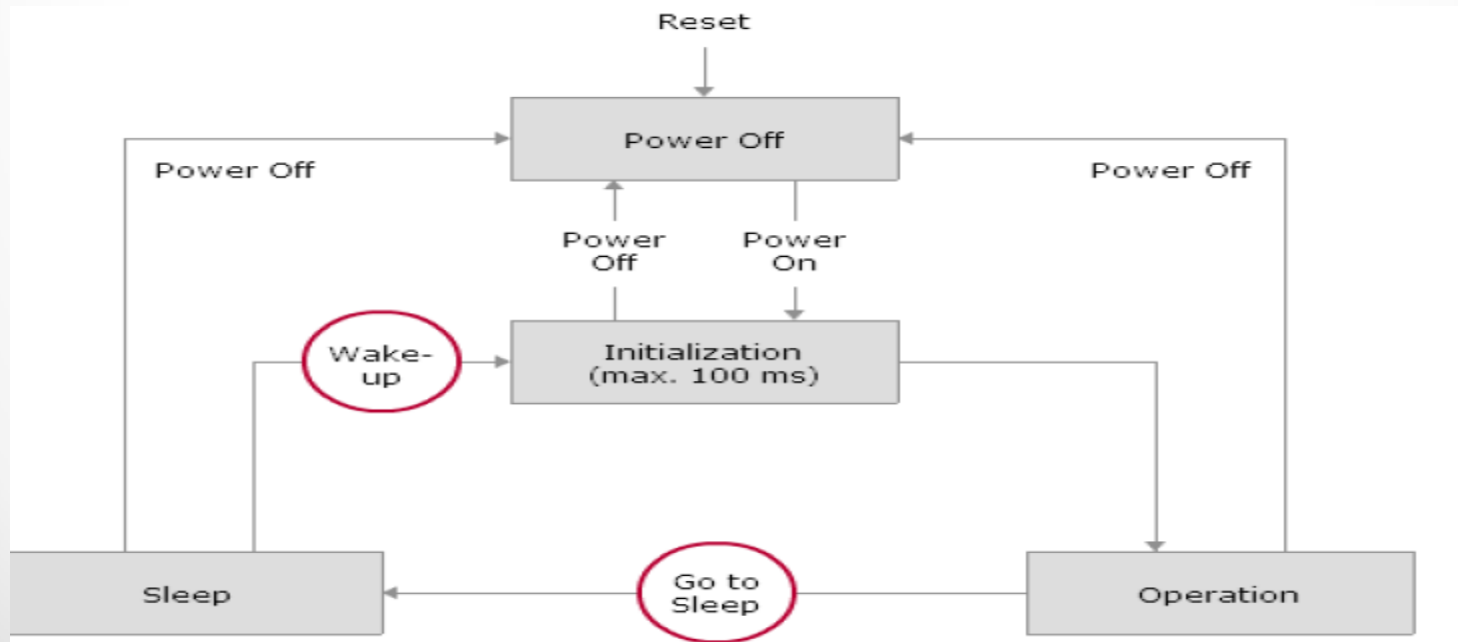 Reset
Power Off
Power Off
Power Off
Power
Off
Power
On
Wake-
up
Initialization
(max. 100 ms)
Sleep
Go to
Sleep
Operation